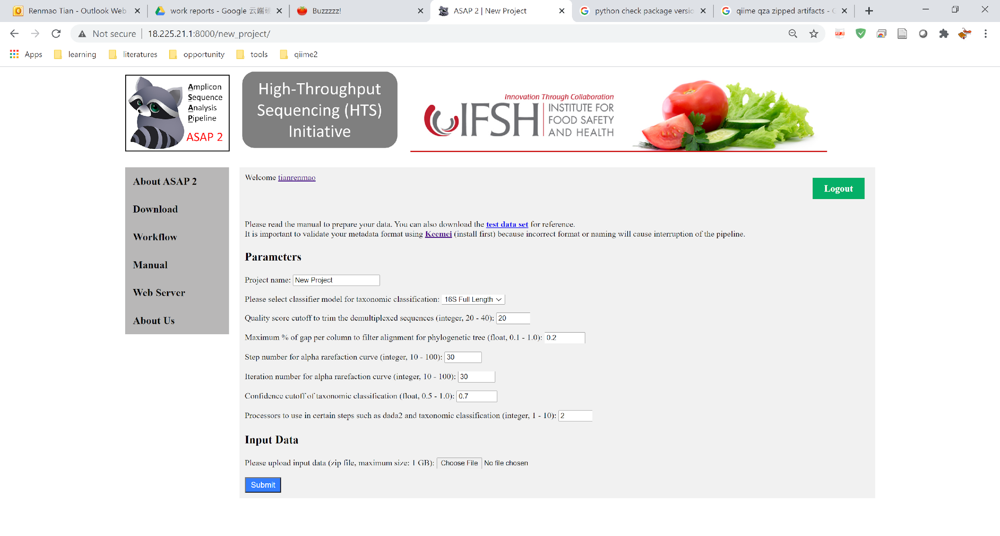 Renmao Tian - Outlook Web
work reports - Google 云端硬
Buzzzzz!
ASAP 2 | New Project
python check package versio
qiime qza zipped artifacts -
Not secure
18.225.21.1:8000/new_project/
Apps
learning
literatures
opportunity
tools
qiime2
Amplicon
Sequence
Analysis
Pipeline
ASAP 2
High-Throughput
Sequencing (HTS)
Initiative
Innovation Through Collaboration
IFSH
INSTITUTE FOR
FOOD SAFETY
AND HEALTH
About ASAP 2
Download
Workflow
Manual
Web Server
About Us
Welcome tianrenmao
Logout
Please read the manual to prepare your data. You can also download the test data set for reference.
It is important to validate your metadata format using Keemei (install first) because incorrect format or naming will cause interruption of the pipeline.
Parameters
Project name: New Project
Please select classifier model for taxonomic classification: 16S Full Length
Quality score cutoff to trim the demultiplexed sequences (integer, 20 - 40): 20
Maximum % of gap per column to filter alignment for phylogenetic tree (float, 0.1 - 1.0): 0.2
Step number for alpha rarefaction curve (integer, 10 - 100): 30
Iteration number for alpha rarefaction curve (integer, 10 - 100): 30
Confidence cutoff of taxonomic classification (float, 0.5 - 1.0): 0.7
Processors to use in certain steps such as dada2 and taxonomic classification (integer, 1 - 10): 2
Input Data
Please upload input data (zip file, maximum size: 1 GB): Choose File No file chosen
Submit